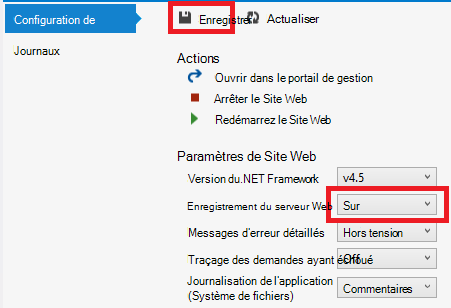 Configuration de
Enregistrer
Actualiser
Journaux
Actions
Ouvrir dans le portail de gestion
Arrêter le Site Web
Redémarrez le Site Web
Paramètres de Site Web
Version du.NET Framework v4.5
Enregistrement du serveur Web Sur
Messages d'erreur détaillés Hors tension
Traçage des demandes ayant échoué Off
Journalisation de l'application
(Système de fichiers) Commentaires